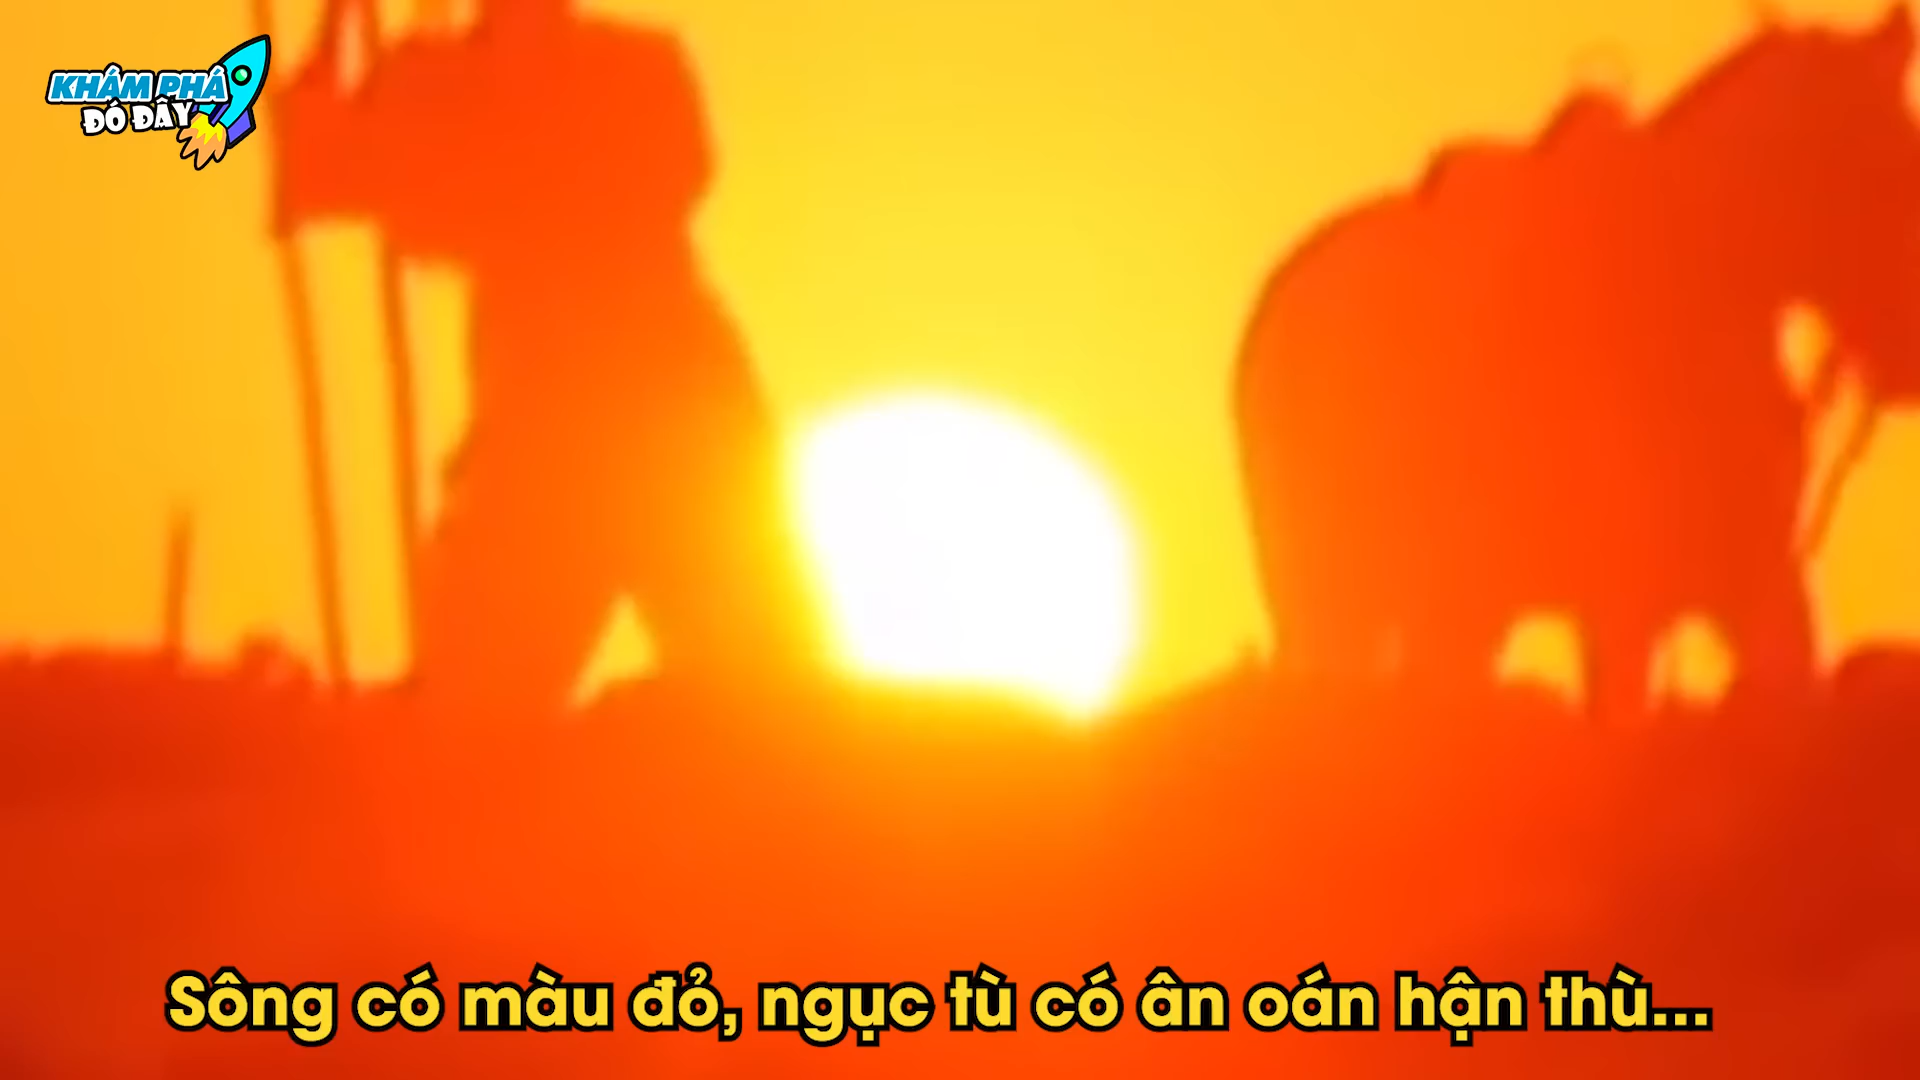 KHÁM PHÁ
ĐÓ ĐÂY
Sông có màu đỏ, ngục tù có ân oán hận thù...